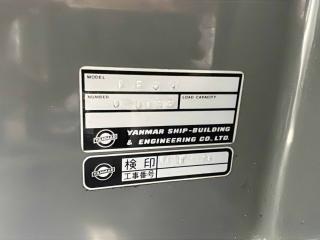 MODEL
NUMBER LOAD CAPACITY
YANMAR SHIP-BUILDING
& ENGINEERING CO. LTD.
検印
工事番号